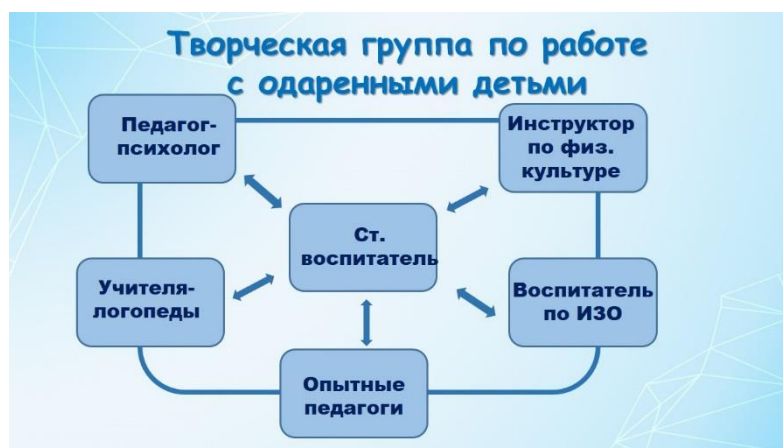 Творческая группа по работе
с одаренными детьми
Педагог-
психолог
Инструктор
по физ.
культуре
Ст.
воспитатель
Учителя-
логопеды
Воспитатель
по ИЗО
Опытные
педагоги